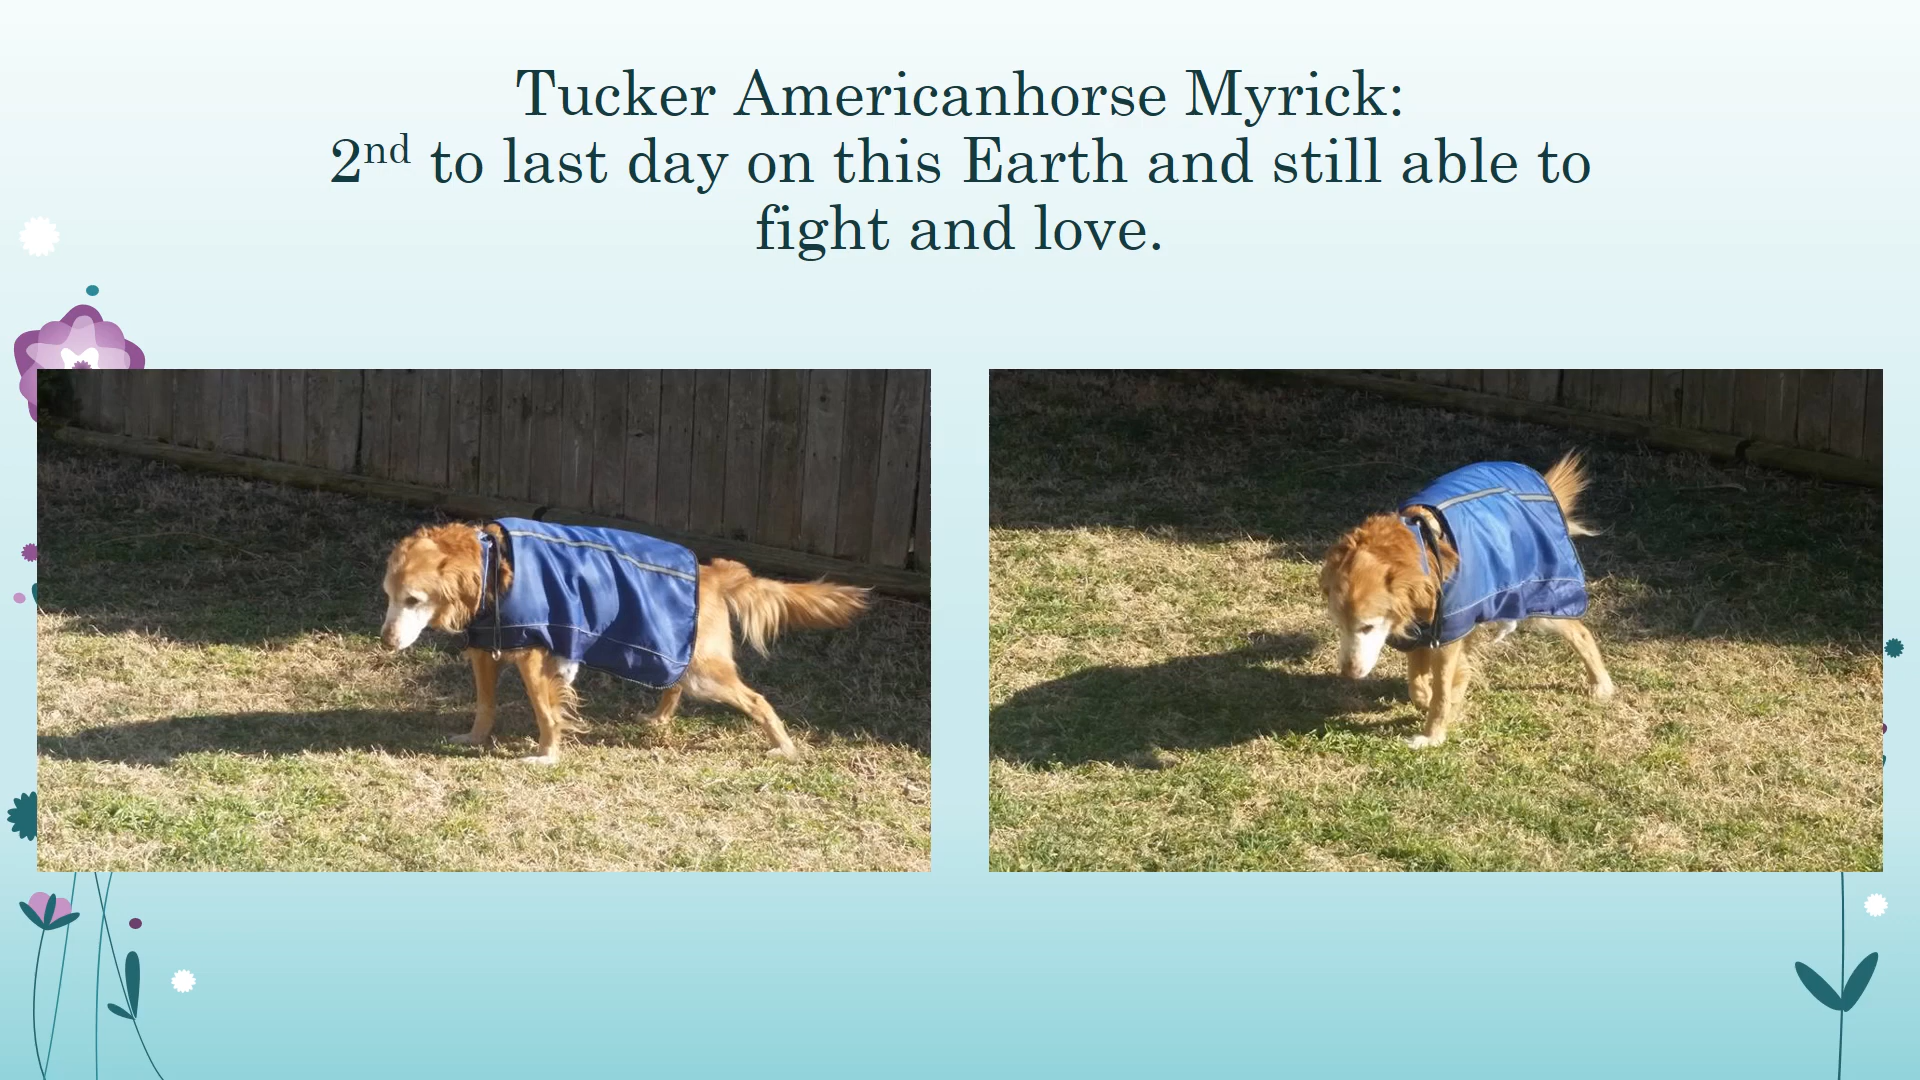 Tucker Americanhorse Myrick:
2nd to last day on this Earth and still able to
fight and love.